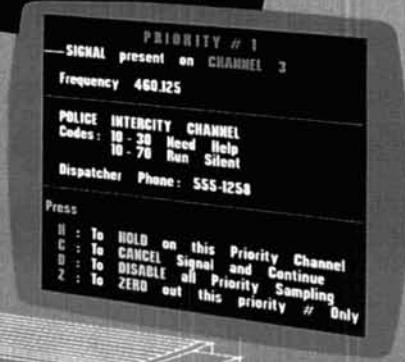 PRIORITY # 1
SIGNAL present on CHANNEL 3
Frequency 460.125
POLICE INTERCITY CHANNEL
Codes: 10 - 30 Need Help
10 - 70 Run Silent
Dispatcher Phone: 555-1258
Press
H : To HOLD on this Priority Channel
C : To CANCEL Signal and Continue
D : To DISABLE all Priority Sampling
Z : To ZERO out this priority # Only